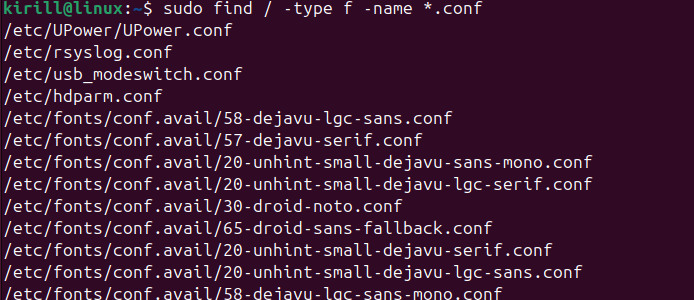 kirill@linux:~$ sudo find / -type f -name *.conf
/etc/UPower/UPower.conf
/etc/rsyslog.conf
/etc/usb_modeswitch.conf
/etc/hdparm.conf
/etc/fonts/conf.avail/58-dejavu-lgc-sans.conf
/etc/fonts/conf.avail/57-dejavu-serif.conf
/etc/fonts/conf.avail/20-unhint-small-dejavu-sans-mono.conf
/etc/fonts/conf.avail/20-unhint-small-dejavu-lgc-serif.conf
/etc/fonts/conf.avail/30-droid-noto.conf
/etc/fonts/conf.avail/65-droid-sans-fallback.conf
/etc/fonts/conf.avail/20-unhint-small-dejavu-serif.conf
/etc/fonts/conf.avail/20-unhint-small-dejavu-lgc-sans.conf
/etc/fonts/conf.avail/58-dejavu-lgc-sans-mono.conf